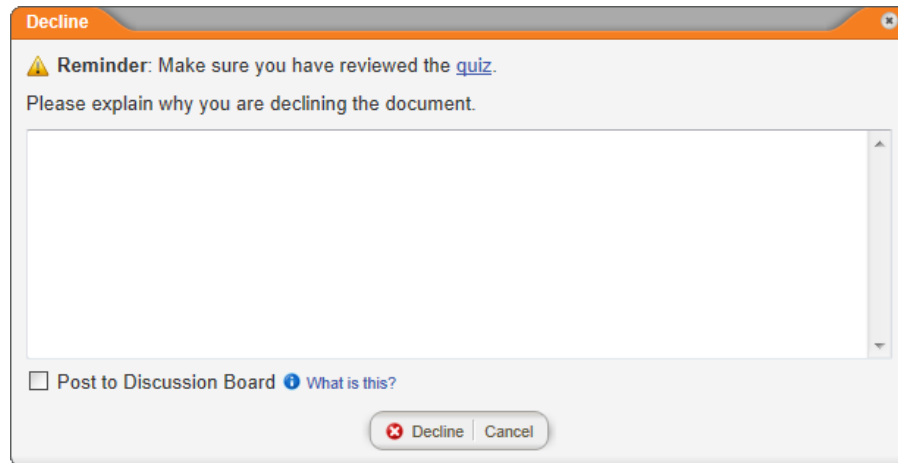 Decline
Reminder: Make sure you have reviewed the quiz.
Please explain why you are declining the document.
Post to Discussion Board What is this?
Decline Cancel